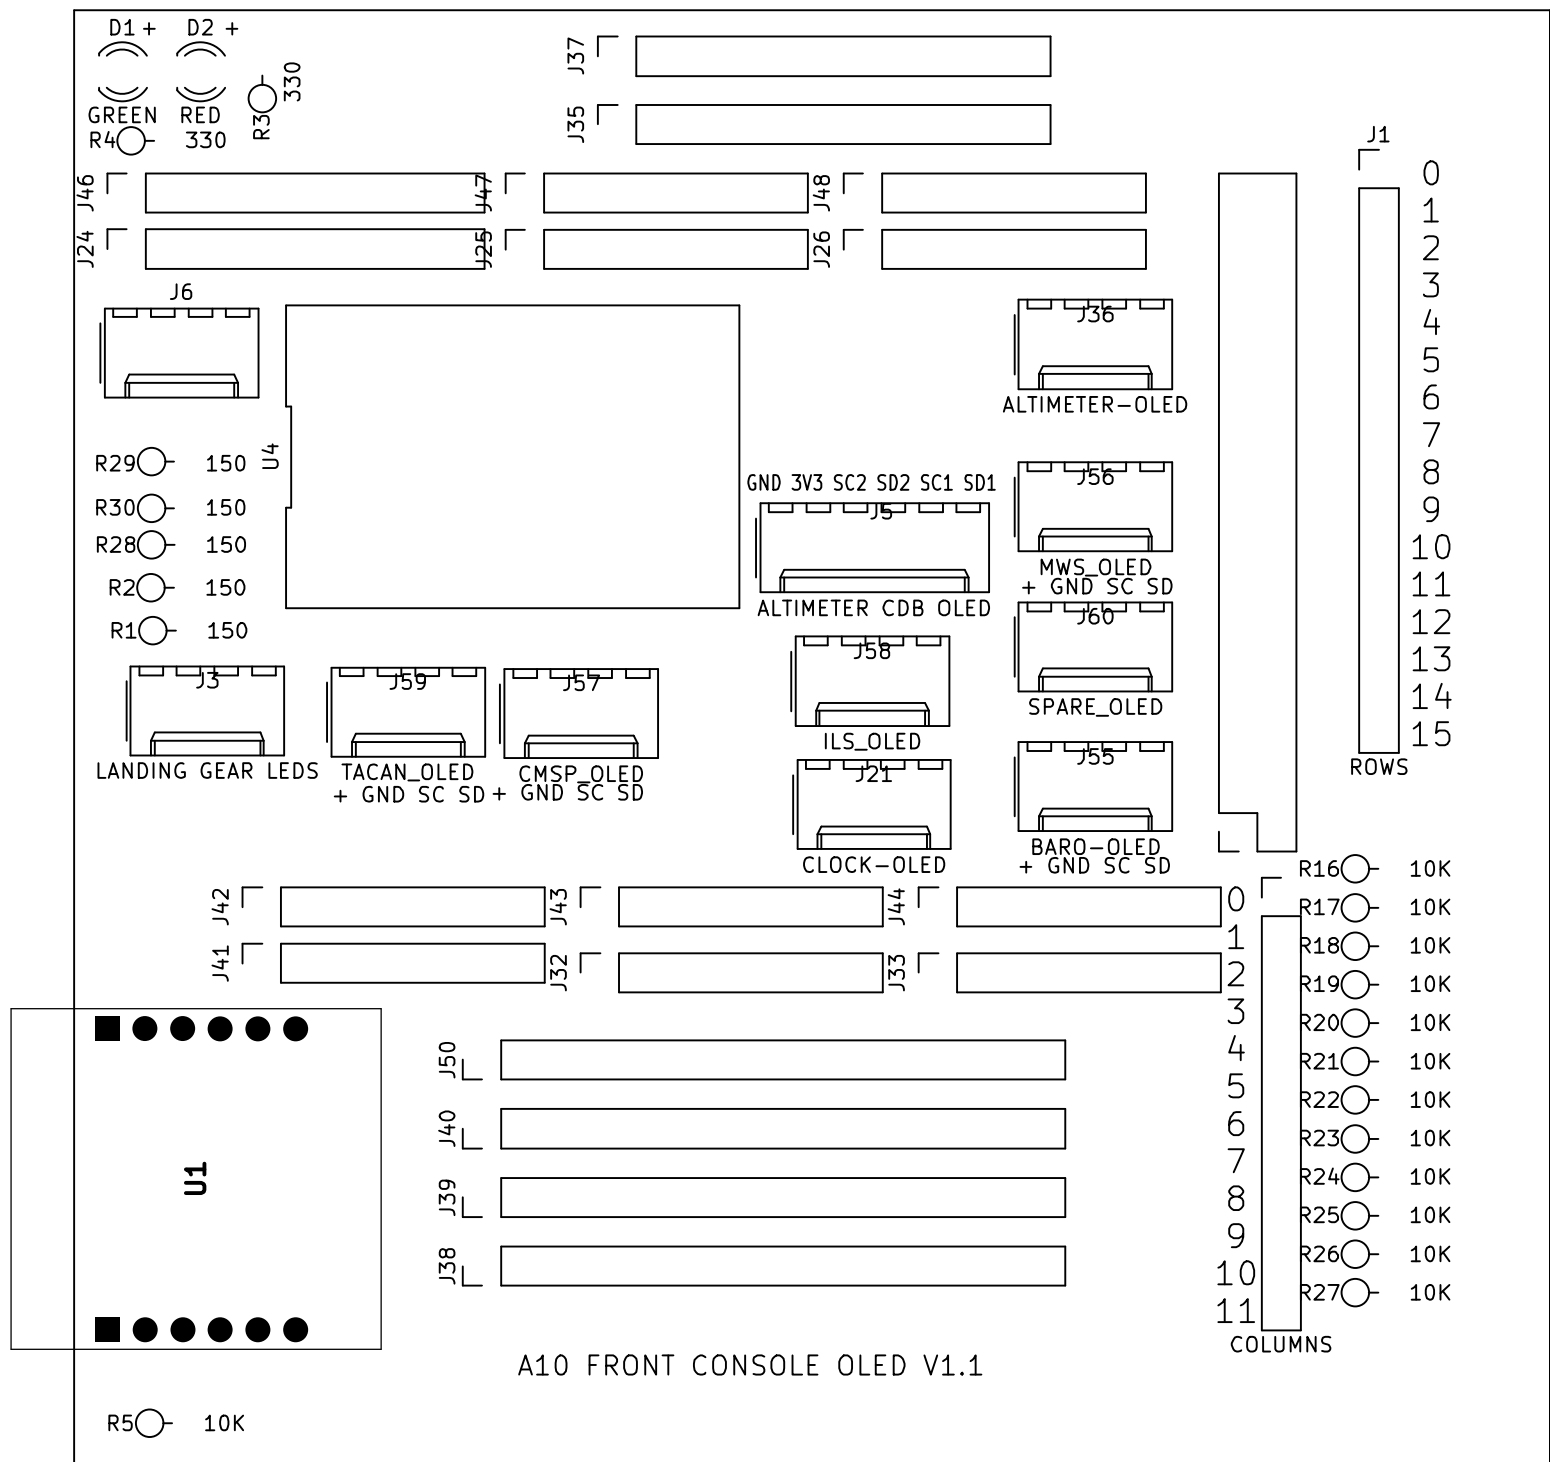 D1 + D2 +
J37
330
GREEN RED
R3
R4 330
J35
J1
J46 J47 J48
0
1
J24 J25 J26
2
3
J6
J36
4
5
ALTIMETER-OLED
6
7
U4
R29 150
J56
8
GND 3V3 SC2 SD2 SC1 SD1
R30 150
J5
9
R28 150
10
MWS_OLED
+ GND SC SD
11
R2 150
ALTIMETER CDB OLED
J60
12
R1 150
J58
13
J3 J59 J57
14
SPARE_OLED
ILS_OLED
15
J55
ROWS
LANDING GEAR LEDS
TACAN_OLED
CMSP_OLED
J21
+ GND SC SD
+ GND SC SD
BARO-OLED
+ GND SC SD
CLOCK-OLED
R16 10K
J42 J43 J44
0
R17 10K
1
R18 10K
J41 J32 J33
2
R19 10K
3
R20 10K
J50
4
R21 10K
5
R22 10K
J40
6
R23 10K
7
U1
R24 10K
J39
8
R25 10K
9
R26 10K
J38
10
R27 10K
11
COLUMNS
A10 FRONT CONSOLE OLED V1.1
R5 10K